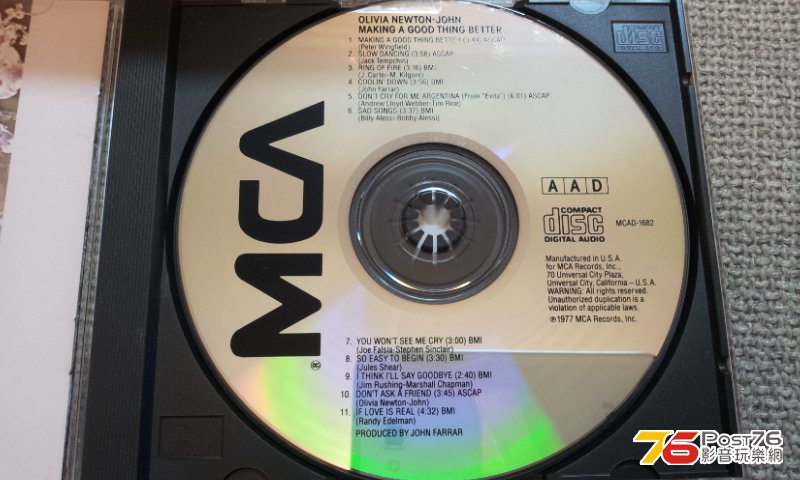 OLIVIA NEWTON-JOHN
MAKING A GOOD THING BETTER
1. MAKING A GOOD THING BETTER (3:44) ASCAP
(Peter Wingfield)
2. SLOW DANCING (3:58) ASCAP
(Jack Tempchin)
3. RING OF FIRE (3:16) BMI
(J. Carter-M. Kilgore)
4. COOLIN' DOWN (3:56) BMI
(John Farrar)
5. DON'T CRY FOR ME ARGENTINA (From "Evita") (6:01) ASCAP
(Andrew Lloyd Webber-Tim Rice)
6. SAD SONGS (3:37) BMI
(Billy Alessi-Bobby Alessi)
MCA
AAD
COMPACT
disc
DIGITAL AUDIO
MCAD-1682
Manufactured in U.S.A.
for MCA Records, Inc.,
70 Universal City Plaza,
Universal City, California – U.S.A.
WARNING: All rights reserved.
Unauthorized duplication is a
violation of applicable laws.
℗1977 MCA Records, Inc.
7. YOU WON'T SEE ME CRY (3:00) BMI
(Joe Falsia-Stephen Sinclair)
8. SO EASY TO BEGIN (3:30) BMI
(Jules Shear)
9. I THINK I'LL SAY GOODBYE (2:40) BMI
(Jim Rushing-Marshall Chapman)
10. DON'T ASK A FRIEND (3:45) ASCAP
(Olivia Newton-John)
11. IF LOVE IS REAL (4:32) BMI
(Randy Edelman)
PRODUCED BY JOHN FARRAR
COMPACT
disc
DIGITAL AUDIO
76 Post76
影音玩樂網